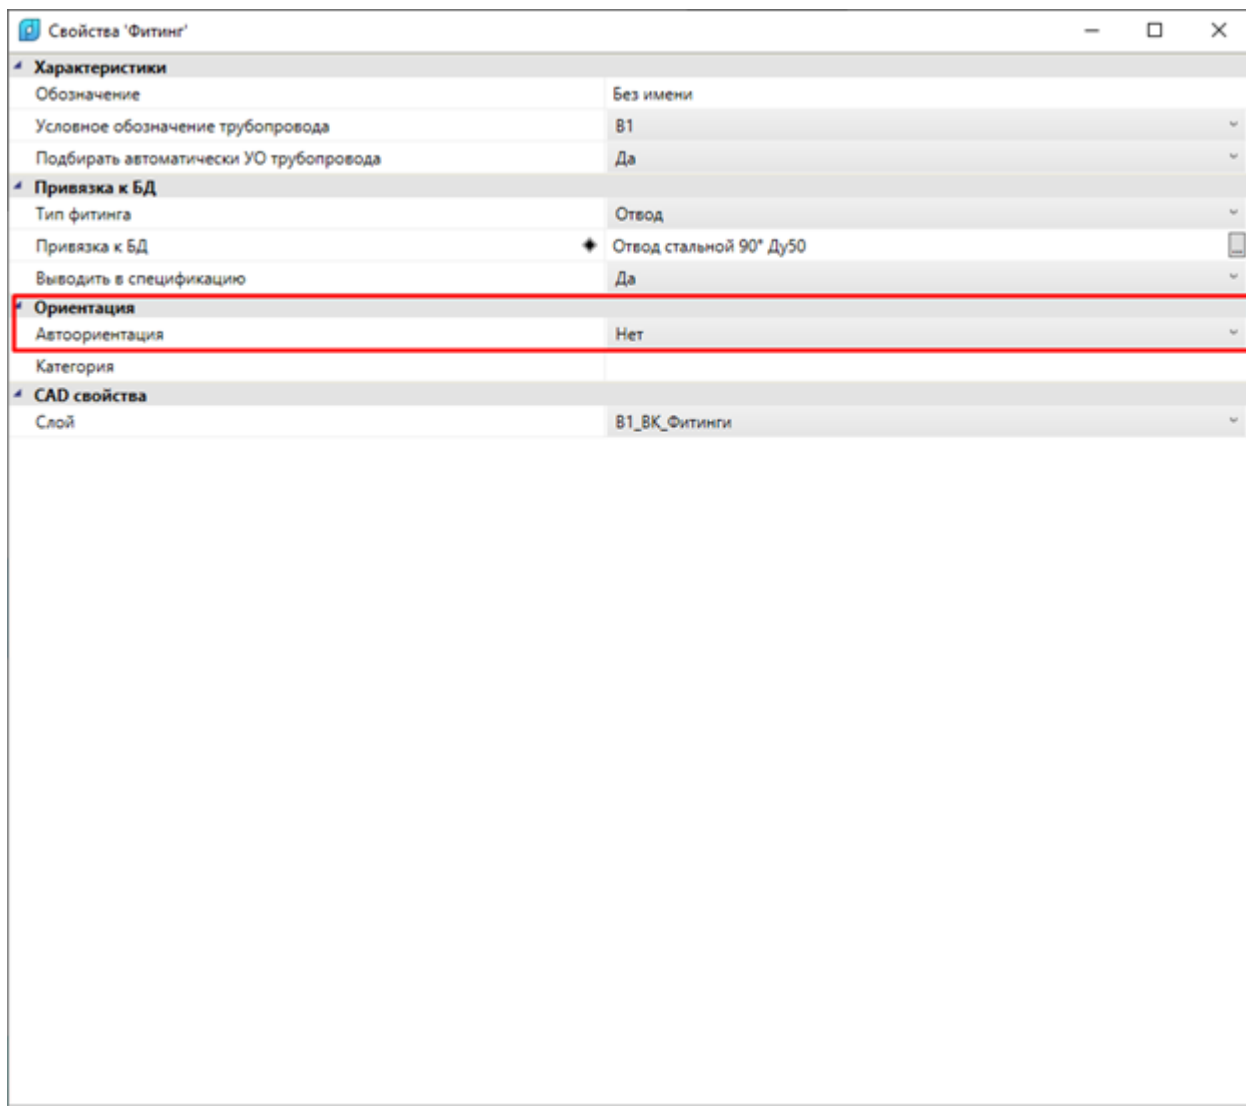 Свойства 'Фитинг'
Характеристики
Обозначение Без имени
Условное обозначение трубопровода В1
Подбирать автоматически УО трубопровода Да
Привязка к БД
Тип фитинга Отвод
Привязка к БД Отвод стальной 90° Ду50
Выводить в спецификацию Да
Ориентация
Автоориентация Нет
Категория
CAD свойства
Слой В1_ВК_Фитинги